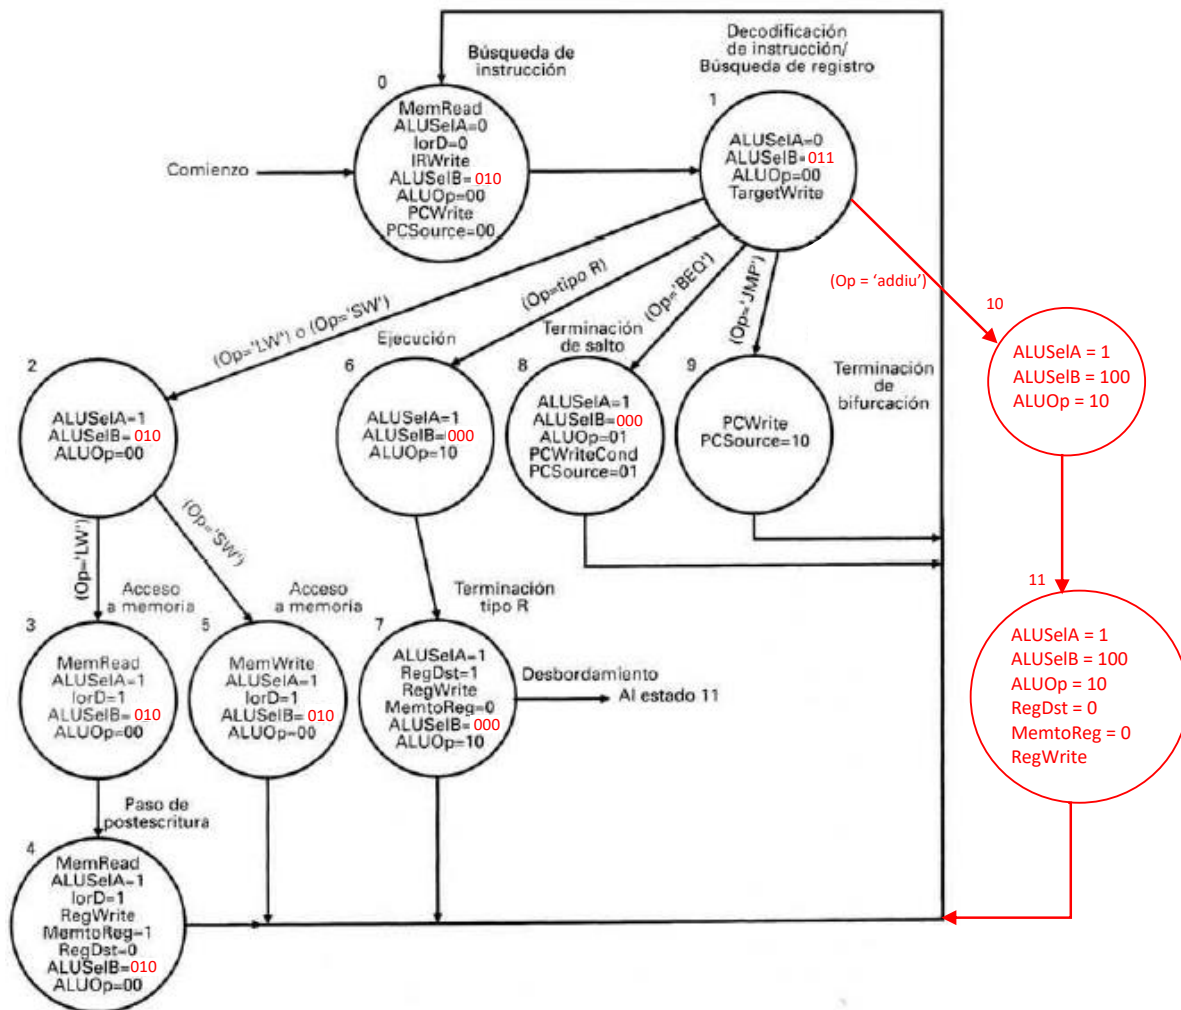 Búsqueda de
instrucción
Decodificación
de instrucción/
Búsqueda de registro
0
MemRead
ALUSelA=0
IorD=0
IRWrite
ALUSelB=010
ALUOp=00
PCWrite
PCSource=00
1
ALUSelA=0
ALUSelB=011
ALUOp=00
TargetWrite
Comienzo
(Op='LW') o (Op='SW')
(Op=tipo R)
(Op='BEQ')
(Op='JMP')
(Op = 'addiu')
2
ALUSelA=1
ALUSelB=010
ALUOp=00
Ejecución
6
ALUSelA=1
ALUSelB=000
ALUOp=10
Terminación
de salto
8
ALUSelA=1
ALUSelB=000
ALUOp=01
PCWriteCond
PCSource=01
9
PCWrite
PCSource=10
Terminación
de
bifurcación
10
ALUSelA = 1
ALUSelB = 100
ALUOp = 10
(Op='LW')
(Op='SW')
Acceso
a memoria
3
MemRead
ALUSelA=1
IorD=1
ALUSelB=010
ALUOp=00
Acceso
a memoria
5
MemWrite
ALUSelA=1
IorD=1
ALUSelB=010
ALUOp=00
Terminación
tipo R
7
ALUSelA=1
RegDst=1
RegWrite
MemtoReg=0
ALUSelB=000
ALUOp=10
Desbordamiento
Al estado 11
11
ALUSelA = 1
ALUSelB = 100
ALUOp = 10
RegDst = 0
MemtoReg = 0
RegWrite
Paso de
postescritura
4
MemRead
ALUSelA=1
IorD=1
RegWrite
MemtoReg=1
RegDst=0
ALUSelB=010
ALUOp=00